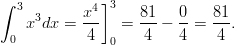 ∫₀³ x³dx = x⁴/4]₀³ = 81/4 − 0/4 = 81/4.